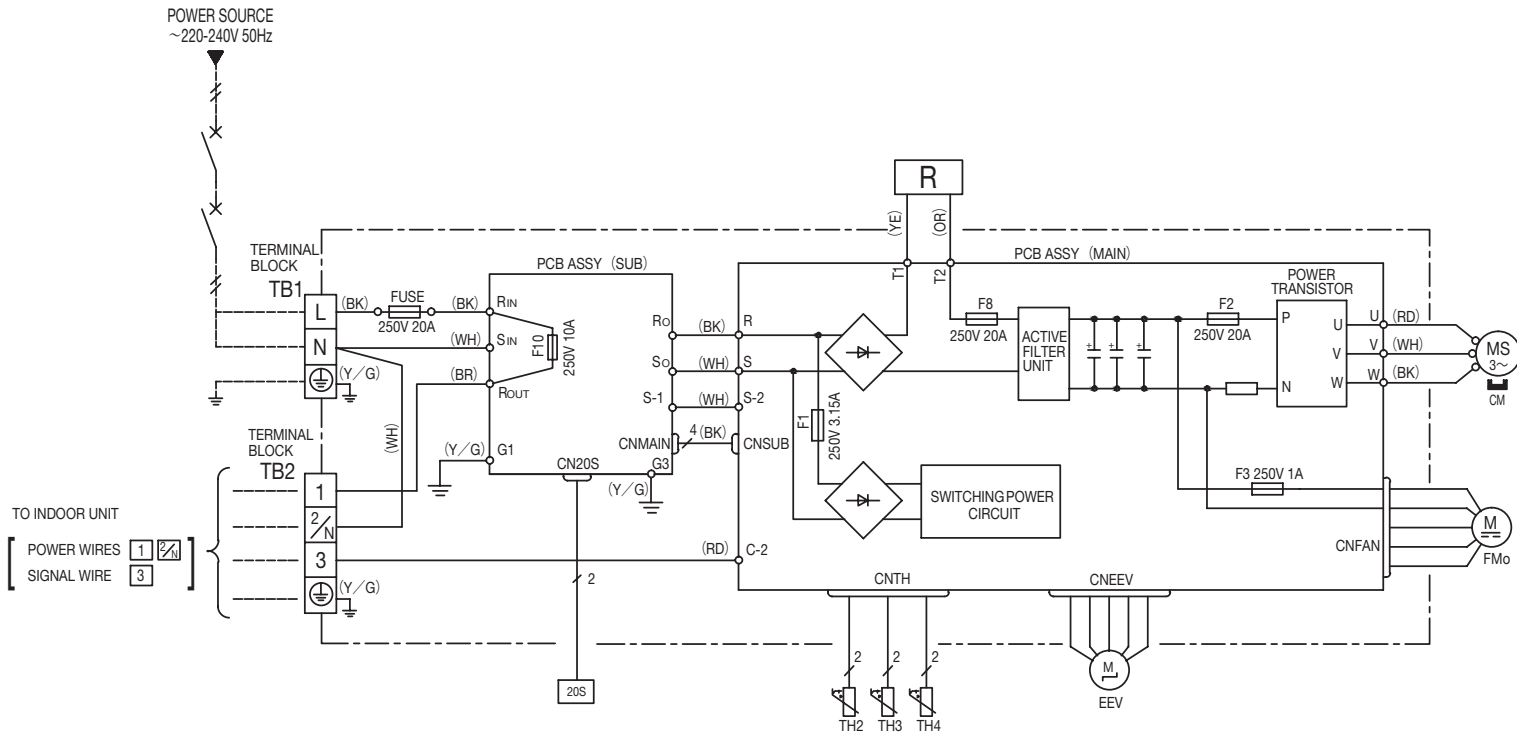 POWER SOURCE
~220-240V 50Hz
R
(YE)
(OR)
T1
T2
TERMINAL
BLOCK
TB1
L
N
(BK)
FUSE
250V 20A
(BK)
(WH)
(BR)
(Y/G)
(WH)
PCB ASSY (SUB)
RIN
SIN
ROUT
F10
250V 10A
RO
SO
S-1
CNMAIN
G1
(Y/G)
CN20S
G3
(Y/G)
2
20S
(BK)
(WH)
(WH)
4
(BK)
(RD)
PCB ASSY (MAIN)
R
S
S-2
CNSUB
C-2
F1
250V 3.15A
F8
250V 20A
ACTIVE
FILTER
UNIT
+
+
+
F2
250V 20A
POWER
TRANSISTOR
P
N
U
V
W
U
V
W
(RD)
(WH)
(BK)
MS
3~
CM
SWITCHING POWER
CIRCUIT
F3 250V 1A
CNFAN
M
FMo
CNTH
CNEEV
2
2
2
TH2
TH3
TH4
M
EEV
TERMINAL
BLOCK
TB2
1
2/N
3
(Y/G)
TO INDOOR UNIT
POWER WIRES 1 2/N
SIGNAL WIRE 3